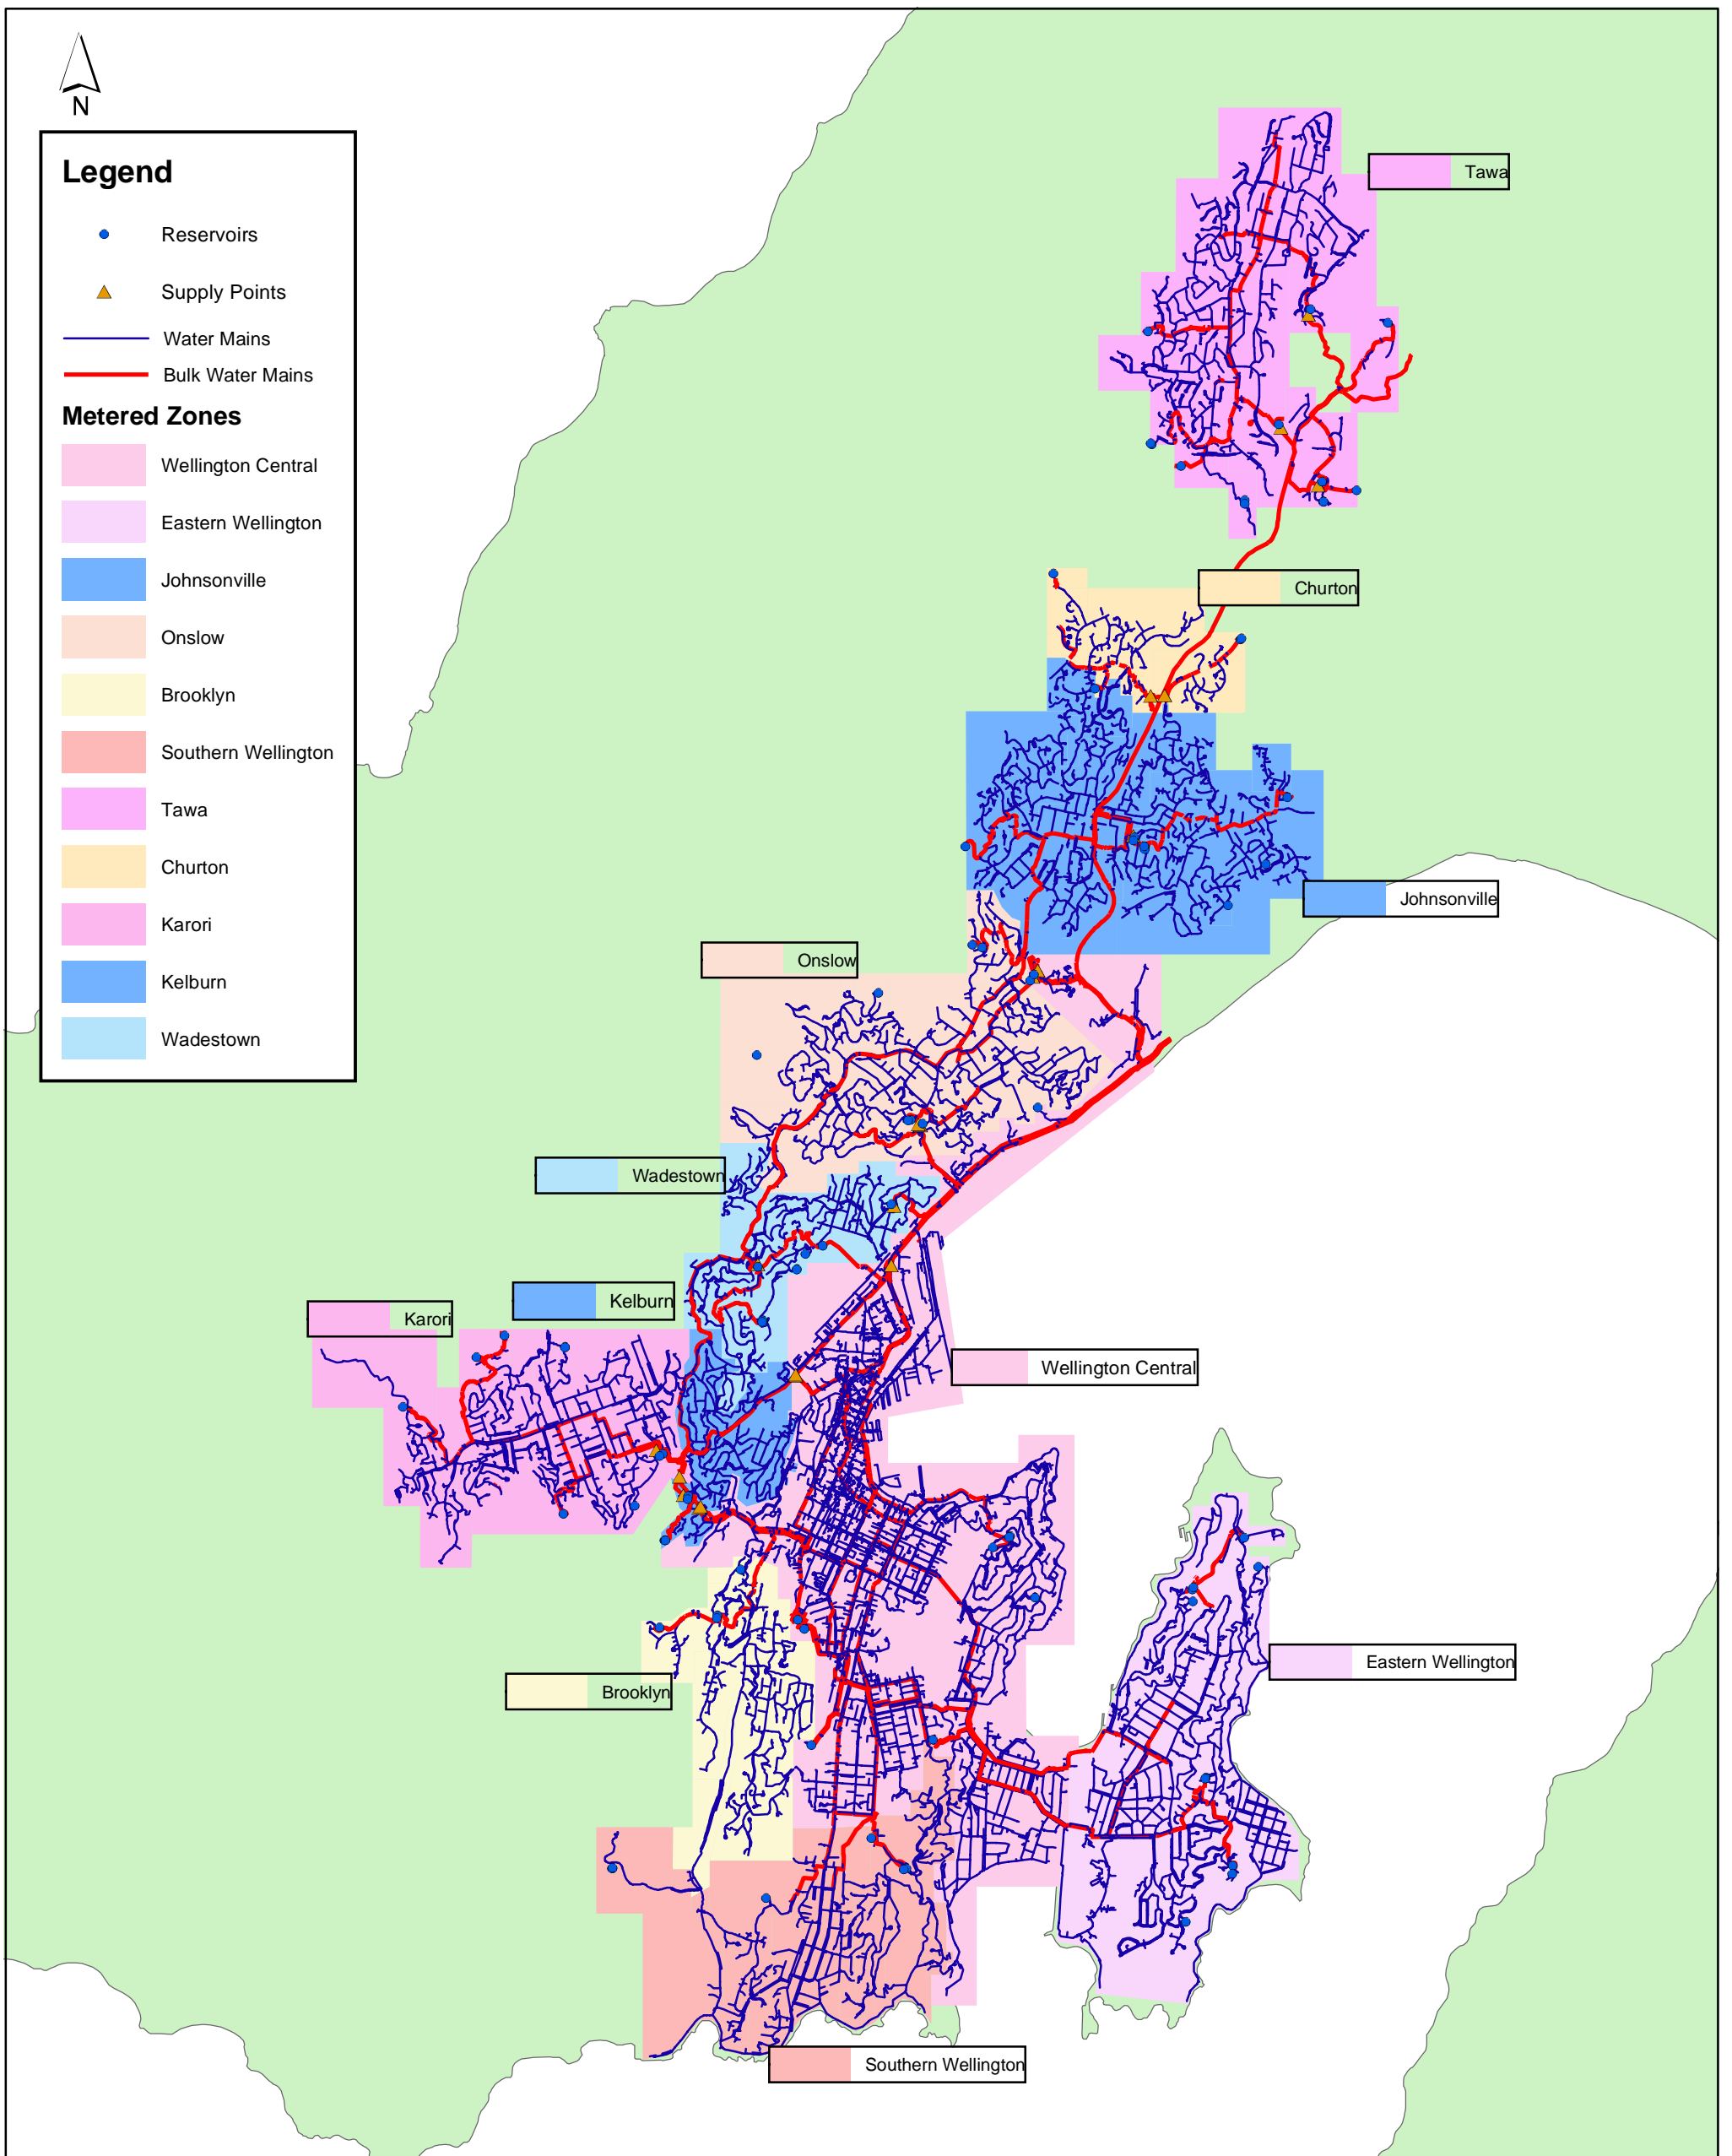 N
Legend
Reservoirs
Supply Points
Water Mains
Bulk Water Mains
Metered Zones
Wellington Central
Eastern Wellington
Johnsonville
Onslow
Brooklyn
Southern Wellington
Tawa
Churton
Karori
Kelburn
Wadestown
Tawa
Churton
Johnsonville
Onslow
Wadestown
Kelburn
Karori
Wellington Central
Eastern Wellington
Brooklyn
Southern Wellington